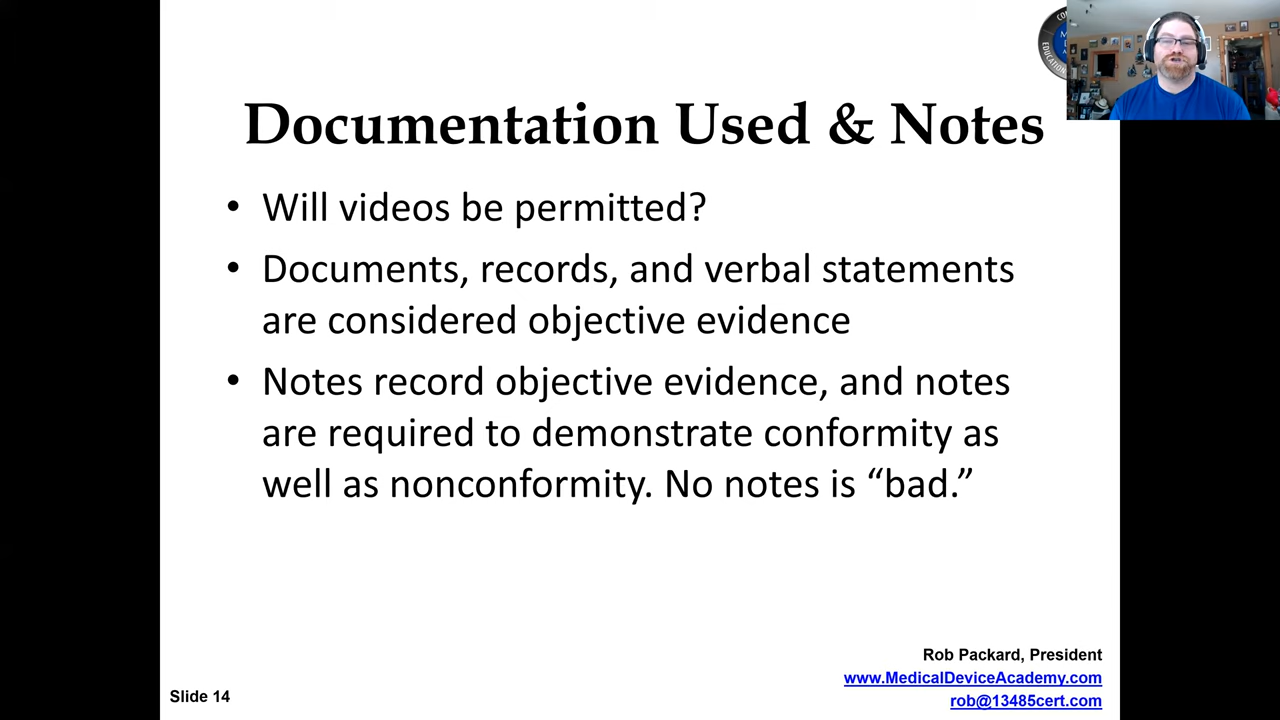 Documentation Used & Notes
• Will videos be permitted?
• Documents, records, and verbal statements
are considered objective evidence
• Notes record objective evidence, and notes
are required to demonstrate conformity as
well as nonconformity. No notes is “bad.”
Rob Packard, President
www.MedicalDeviceAcademy.com
rob@13485cert.com
Slide 14